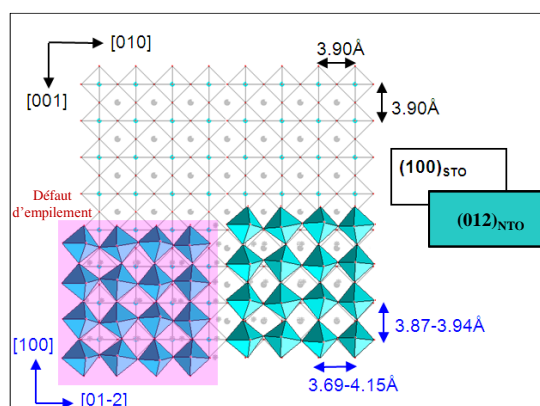 [010]
[001]
3.90Å
3.90Å
(100)STO
(012)NTO
Défaut
d'empilement
[100]
[01-2]
3.87-3.94Å
3.69-4.15Å